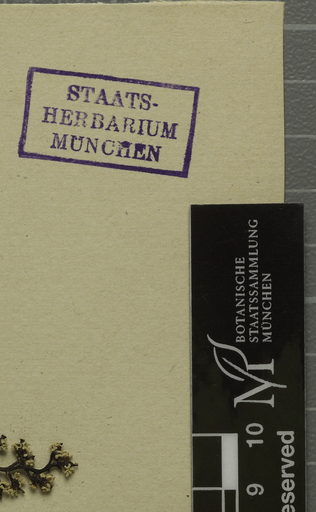 STAATS-
HERBARIUM
MÜNCHEN
BOTANISCHE
STAATSSAMMLUNG
MÜNCHEN
M
9 10
eserved